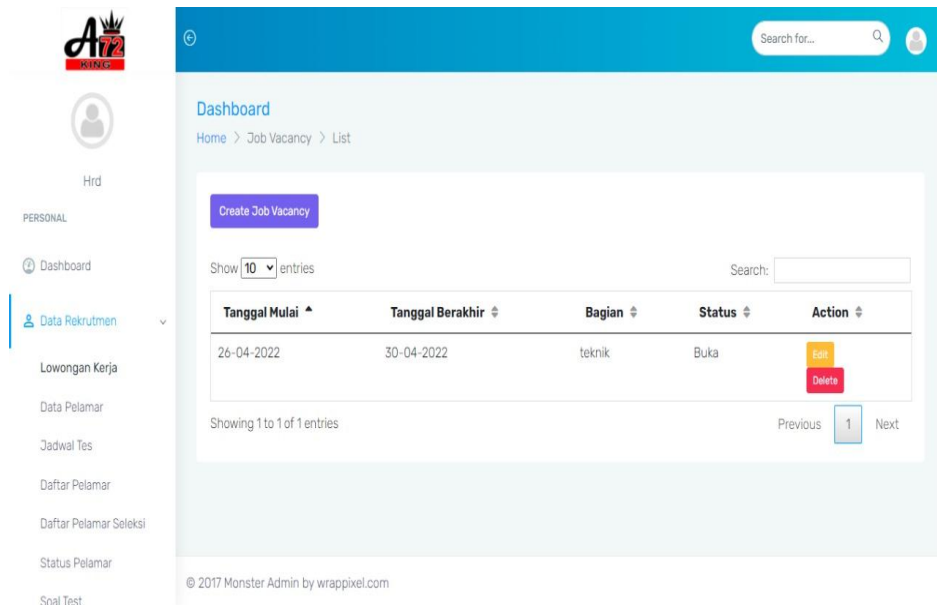 A72
KING
Search for...
Hrd
PERSONAL
Dashboard
Data Rekrutmen
Lowongan Kerja
Data Pelamar
Jadwal Tes
Daftar Pelamar
Daftar Pelamar Seleksi
Status Pelamar
Soal Test
Dashboard
Home > Job Vacancy > List
Create Job Vacancy
Show 10 entries
Search:
Tanggal Mulai Tanggal Berakhir Bagian Status Action
26-04-2022 30-04-2022 teknik Buka Edit
Delete
Showing 1 to 1 of 1 entries
Previous 1 Next
© 2017 Monster Admin by wrappixel.com